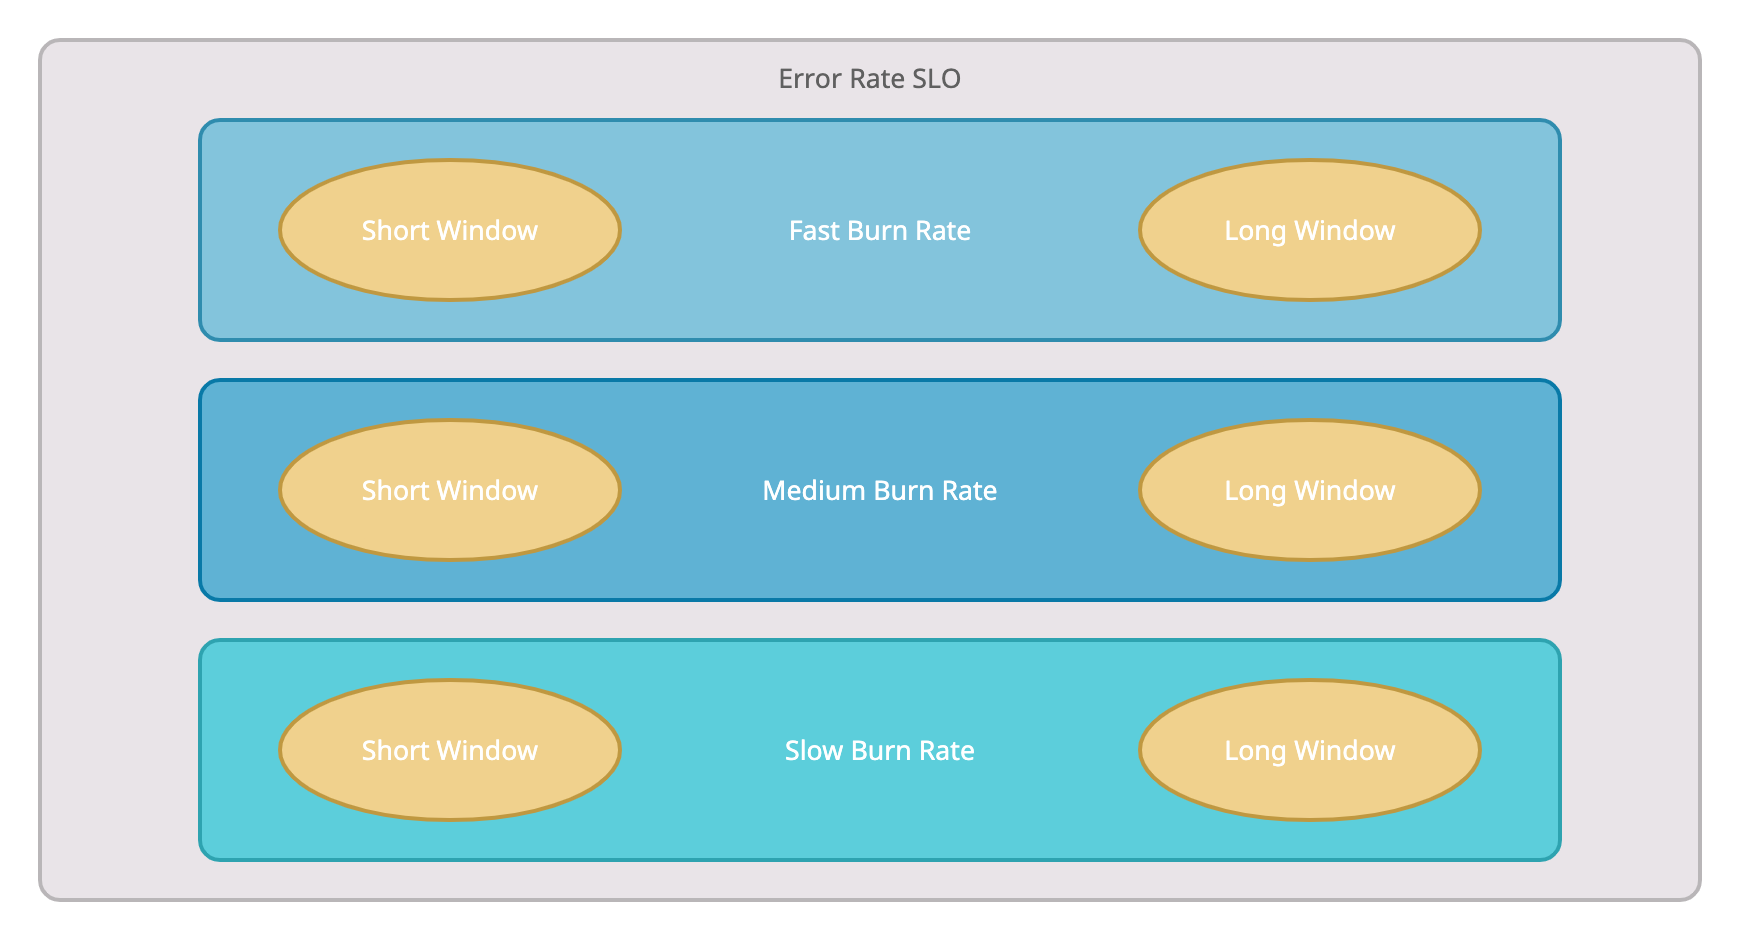 Error Rate SLO
Short Window
Fast Burn Rate
Long Window
Short Window
Medium Burn Rate
Long Window
Short Window
Slow Burn Rate
Long Window